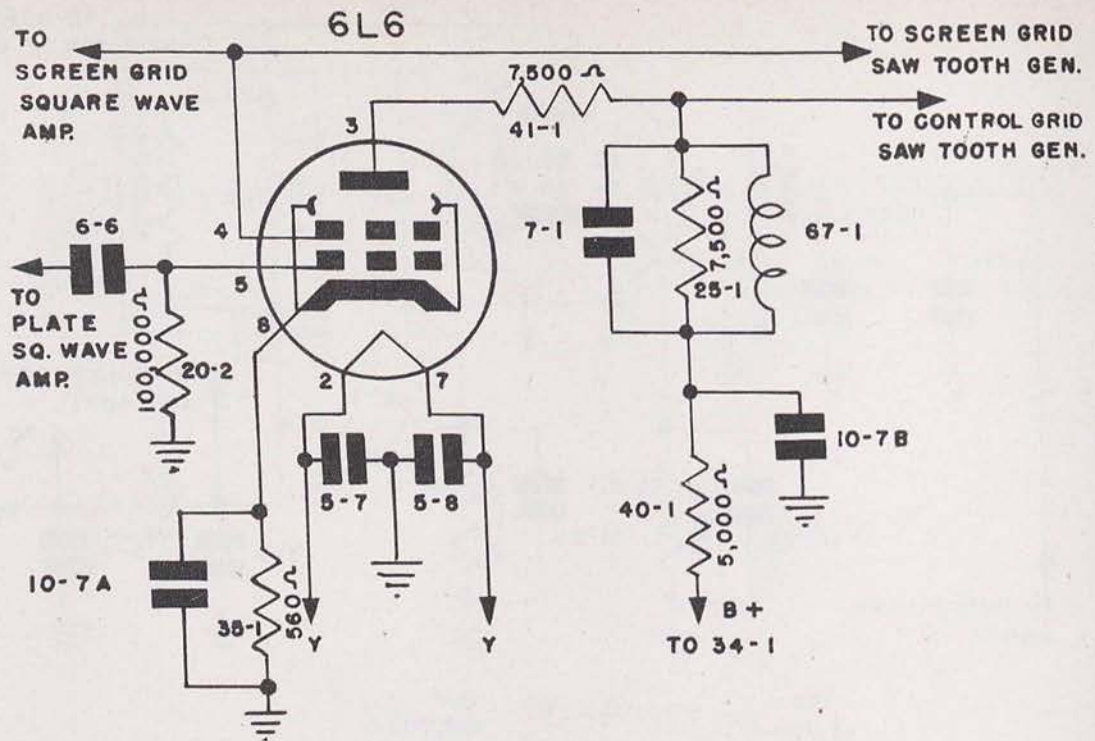 6L6
TO
SCREEN GRID
SQUARE WAVE
AMP.
TO SCREEN GRID
SAW TOOTH GEN.
7,500 Ω
41-1
TO CONTROL GRID
SAW TOOTH GEN.
3
4
5
8
2
7
6-6
TO
PLATE
SQ. WAVE
AMP.
100,000 Ω
20-2
7-1
7,500 Ω
25-1
67-1
5-7
5-8
10-7B
40-1
5,000 Ω
10-7A
38-1
560 Ω
Y
Y
B +
TO 34-1